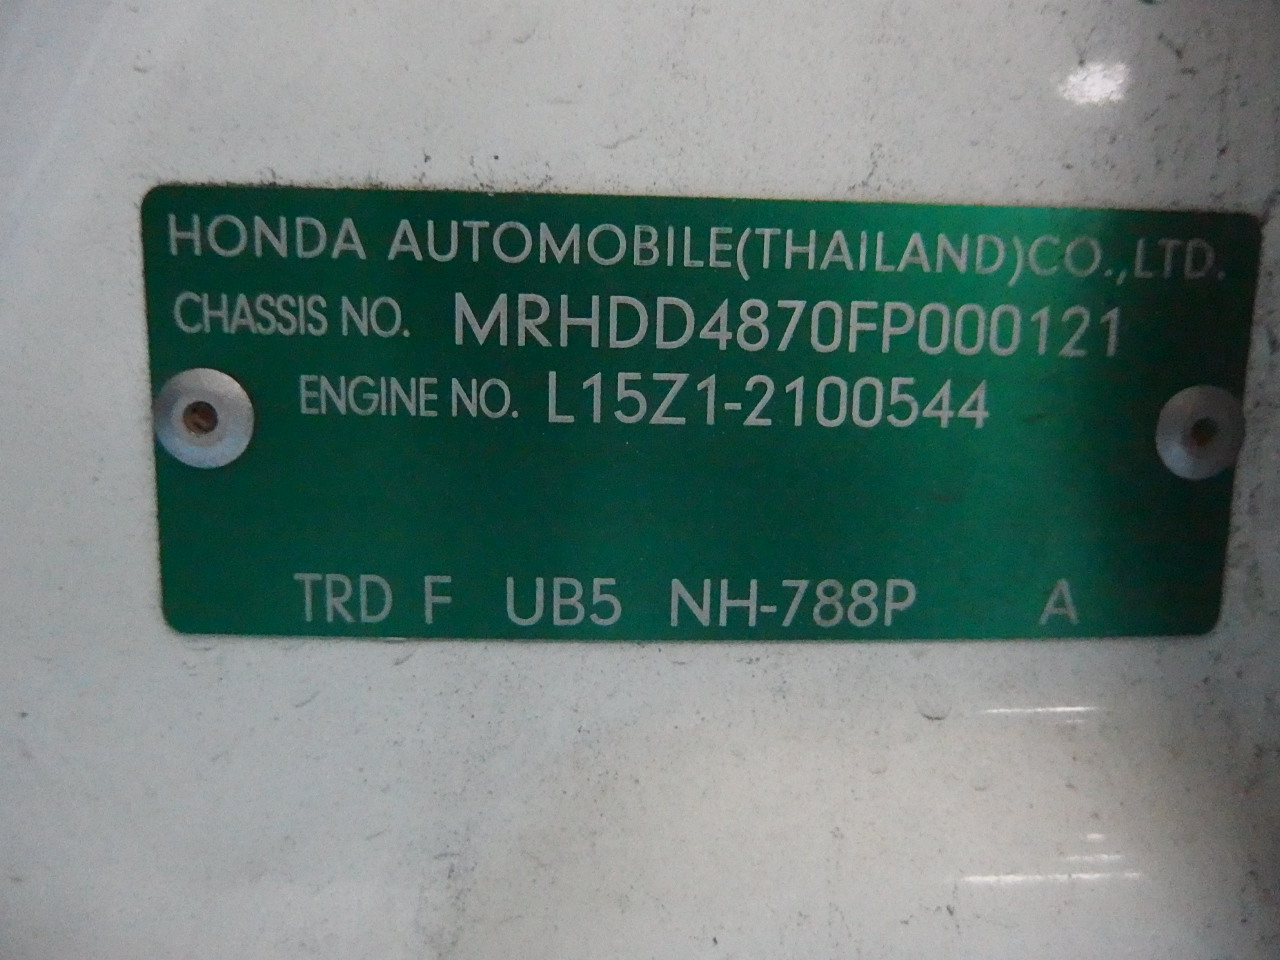 HONDA AUTOMOBILE(THAILAND)CO.,LTD.
CHASSIS NO. MRHDD4870FP000121
ENGINE NO. L15Z1-2100544
TRD F UB5 NH-788P A